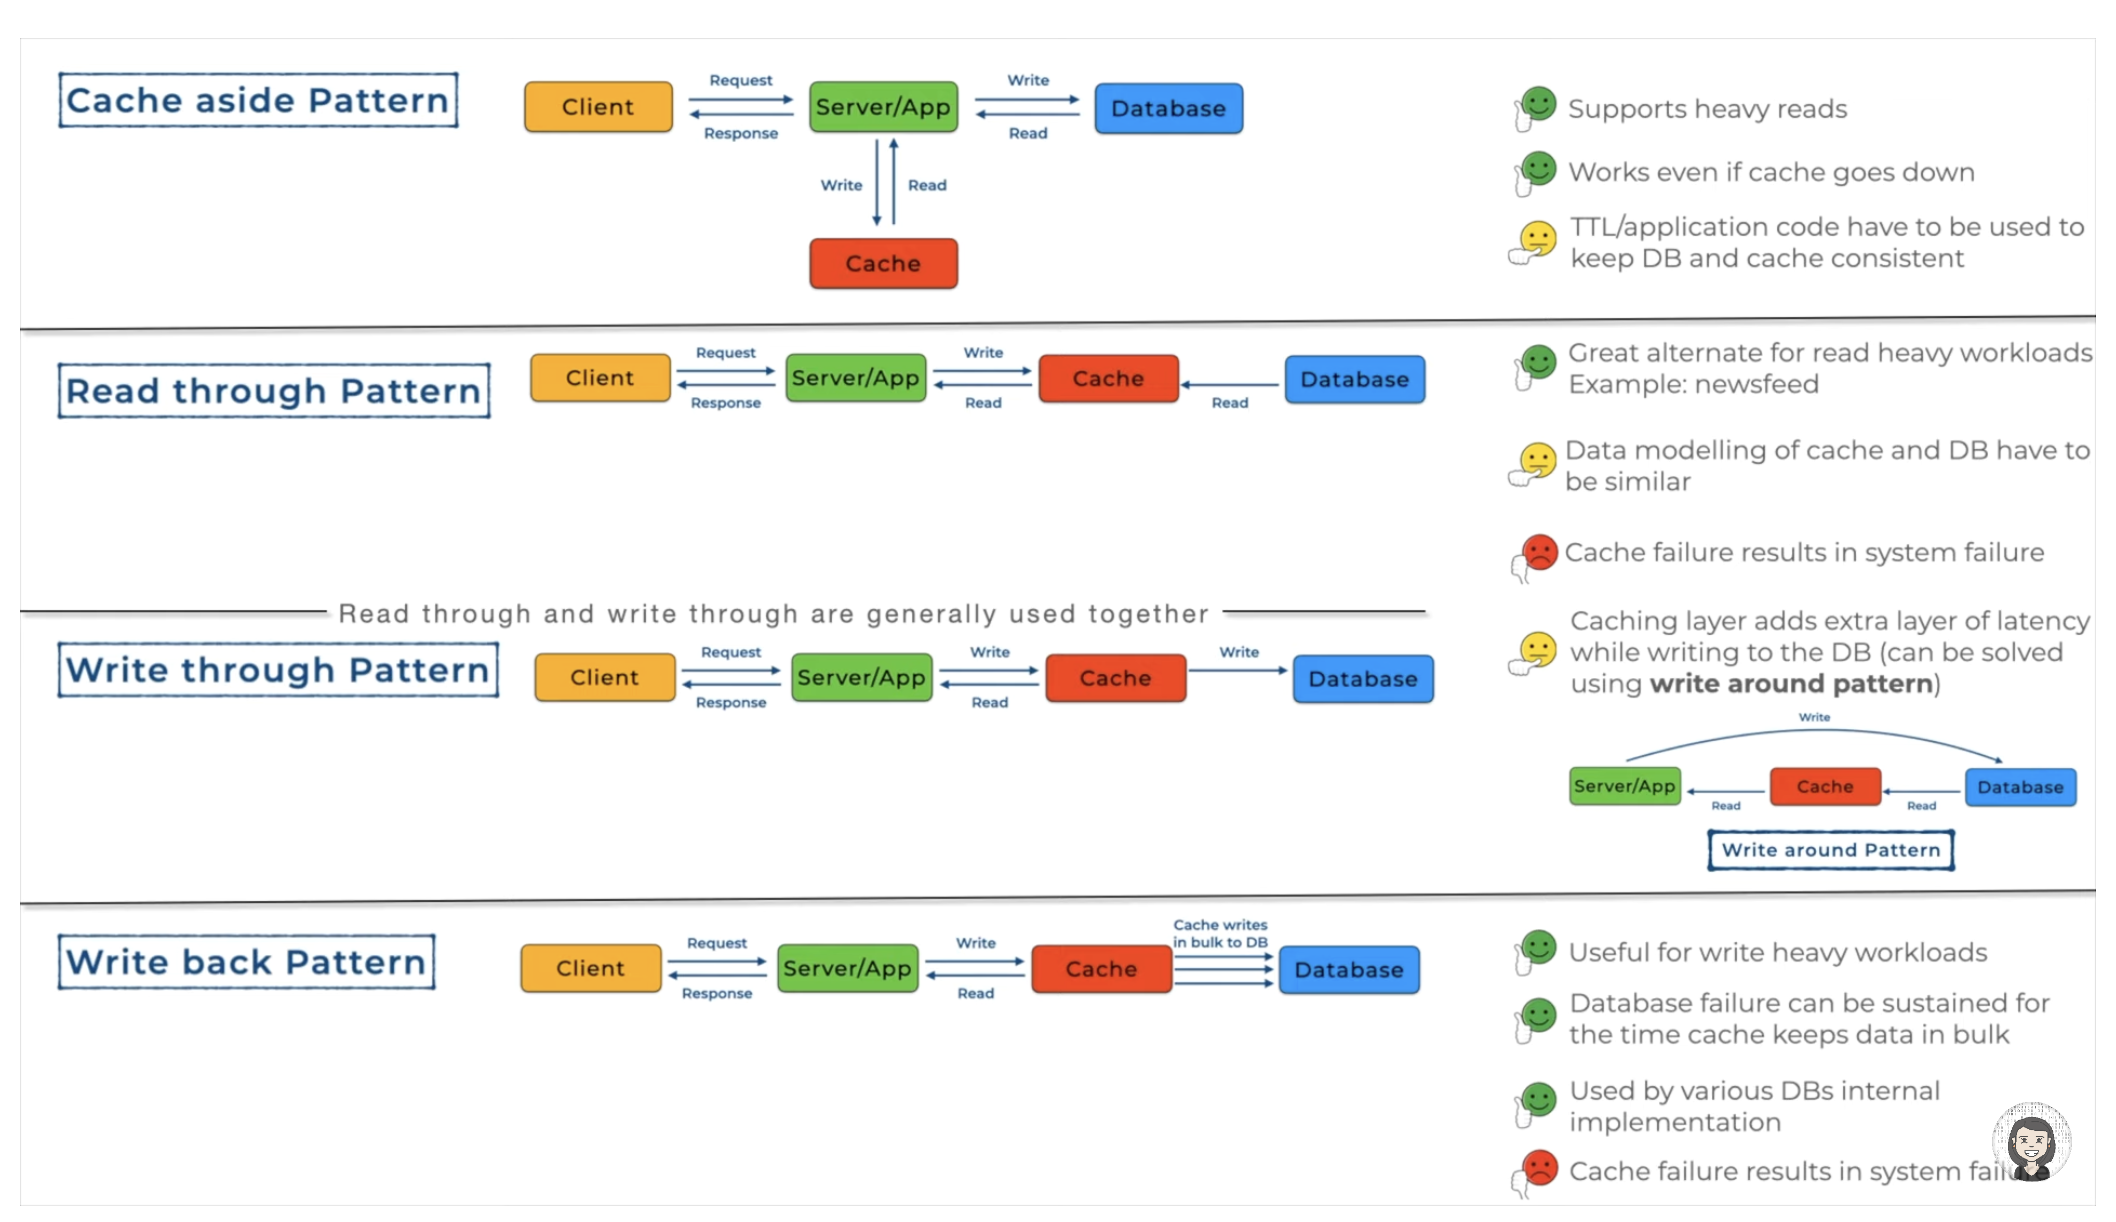 Cache aside Pattern
Client
Request
Response
Server/App
Write
Read
Database
Write
Read
Cache
Supports heavy reads
Works even if cache goes down
TTL/application code have to be used to
keep DB and cache consistent
Read through Pattern
Client
Request
Response
Server/App
Write
Read
Cache
Read
Database
Great alternate for read heavy workloads
Example: newsfeed
Data modelling of cache and DB have to
be similar
Cache failure results in system failure
Read through and write through are generally used together
Write through Pattern
Client
Request
Response
Server/App
Write
Read
Cache
Write
Database
Caching layer adds extra layer of latency
while writing to the DB (can be solved
using write around pattern)
Write
Server/App
Read
Cache
Read
Database
Write around Pattern
Write back Pattern
Client
Request
Response
Server/App
Write
Read
Cache
Cache writes
in bulk to DB
Database
Useful for write heavy workloads
Database failure can be sustained for
the time cache keeps data in bulk
Used by various DBs internal
implementation
Cache failure results in system failure